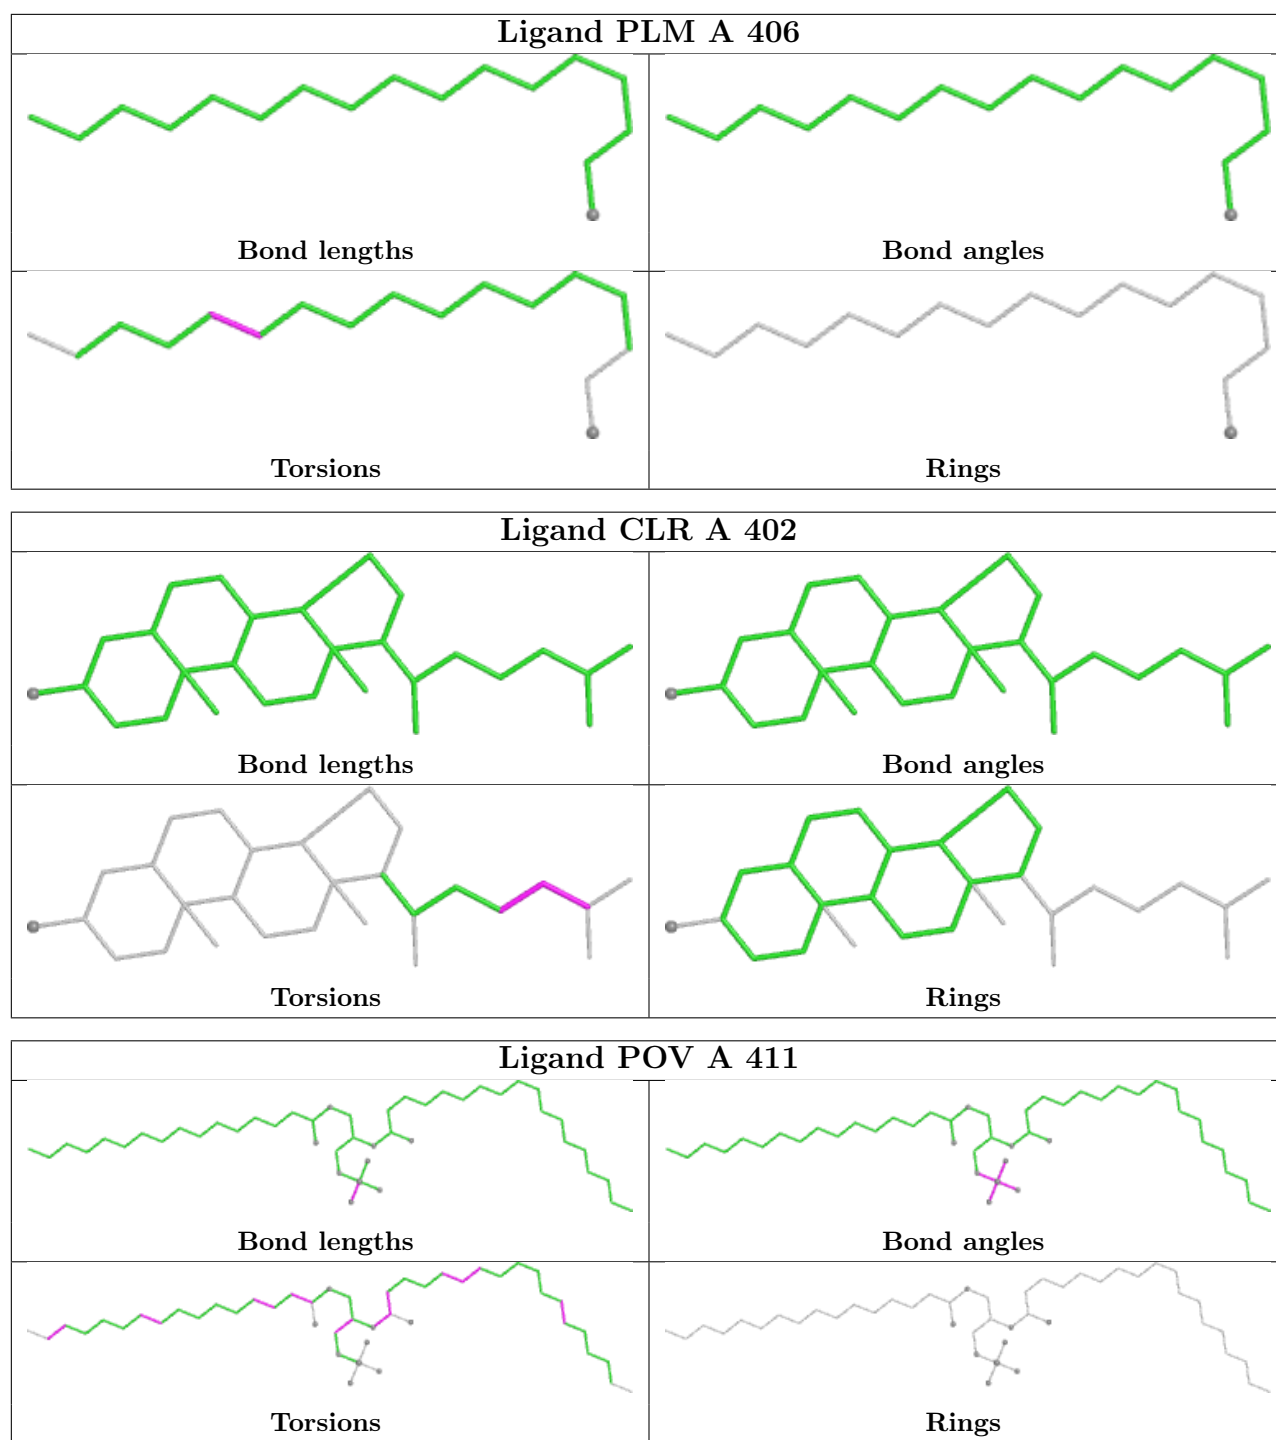 Ligand PLM A 406
Bond lengths
Bond angles
Torsions
Rings
Ligand CLR A 402
Bond lengths
Bond angles
Torsions
Rings
Ligand POV A 411
Bond lengths
Bond angles
Torsions
Rings